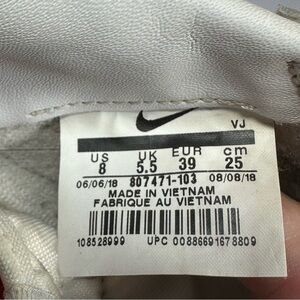 VJ
US UK EUR cm
8 5.5 39 25
06/06/18 807471-103 08/08/18
MADE IN VIETNAM
FABRIQUE AU VIETNAM
108528999 UPC 00886691678809